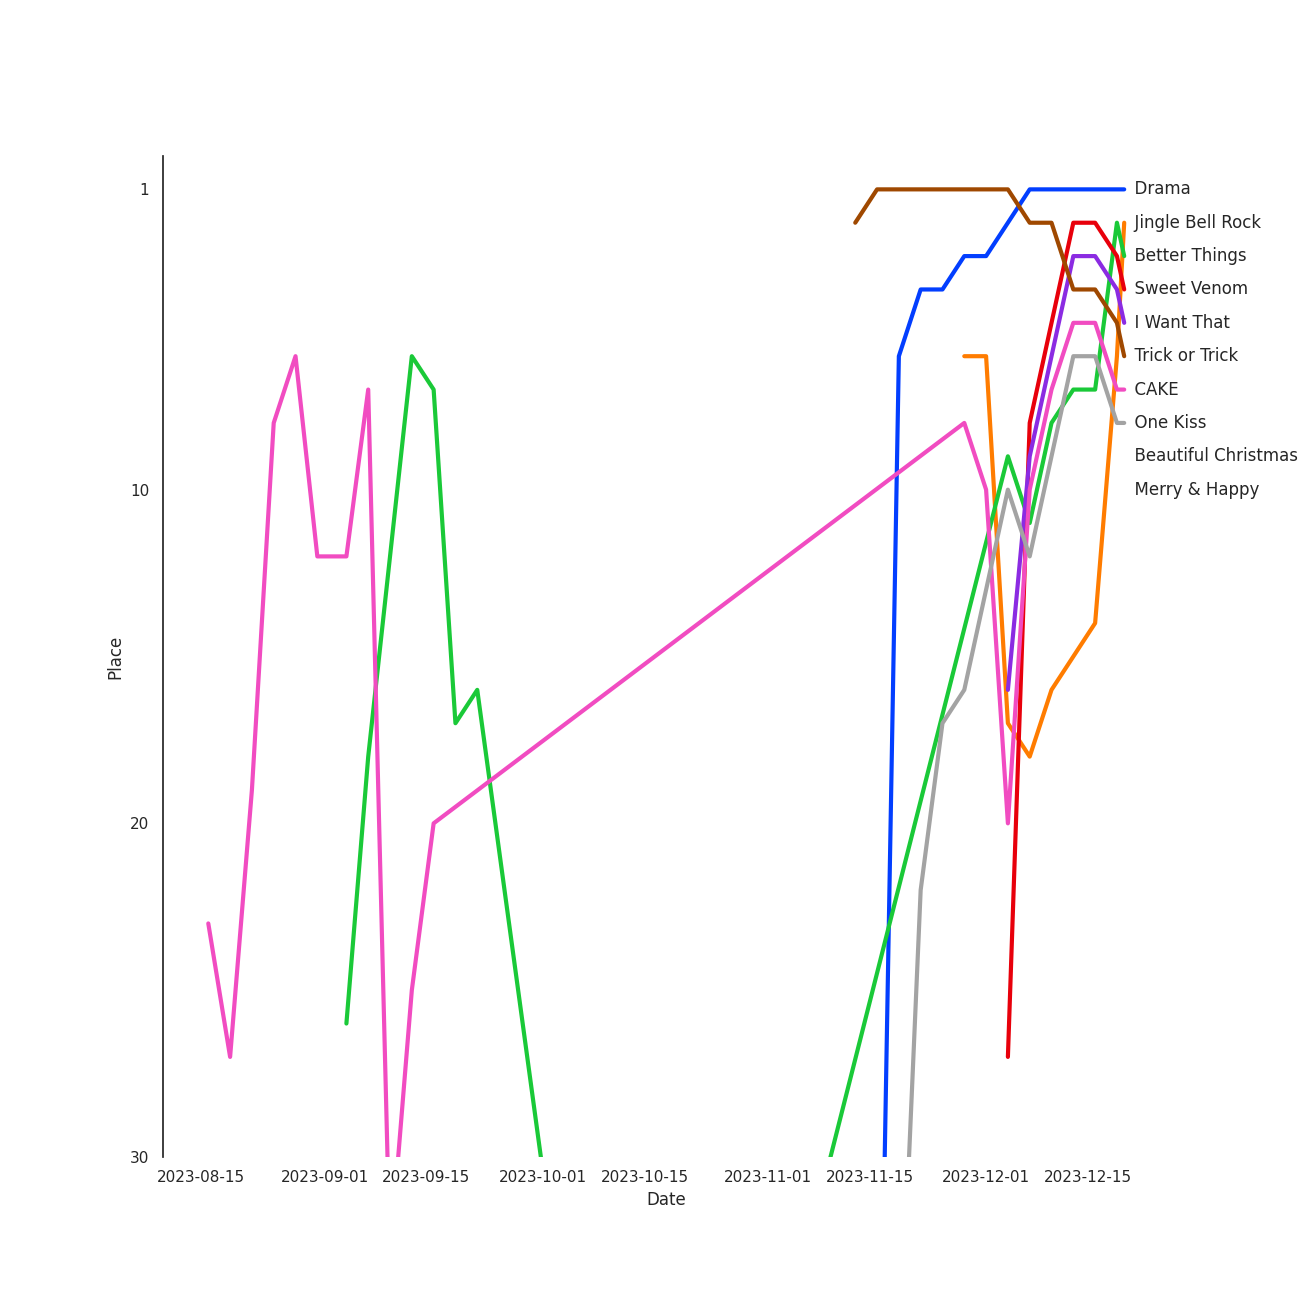 1
10
20
30
Place
2023-08-15
2023-09-01
2023-09-15
2023-10-01
2023-10-15
2023-11-01
2023-11-15
2023-12-01
2023-12-15
Date
Drama
Jingle Bell Rock
Better Things
Sweet Venom
I Want That
Trick or Trick
CAKE
One Kiss
Beautiful Christmas
Merry & Happy